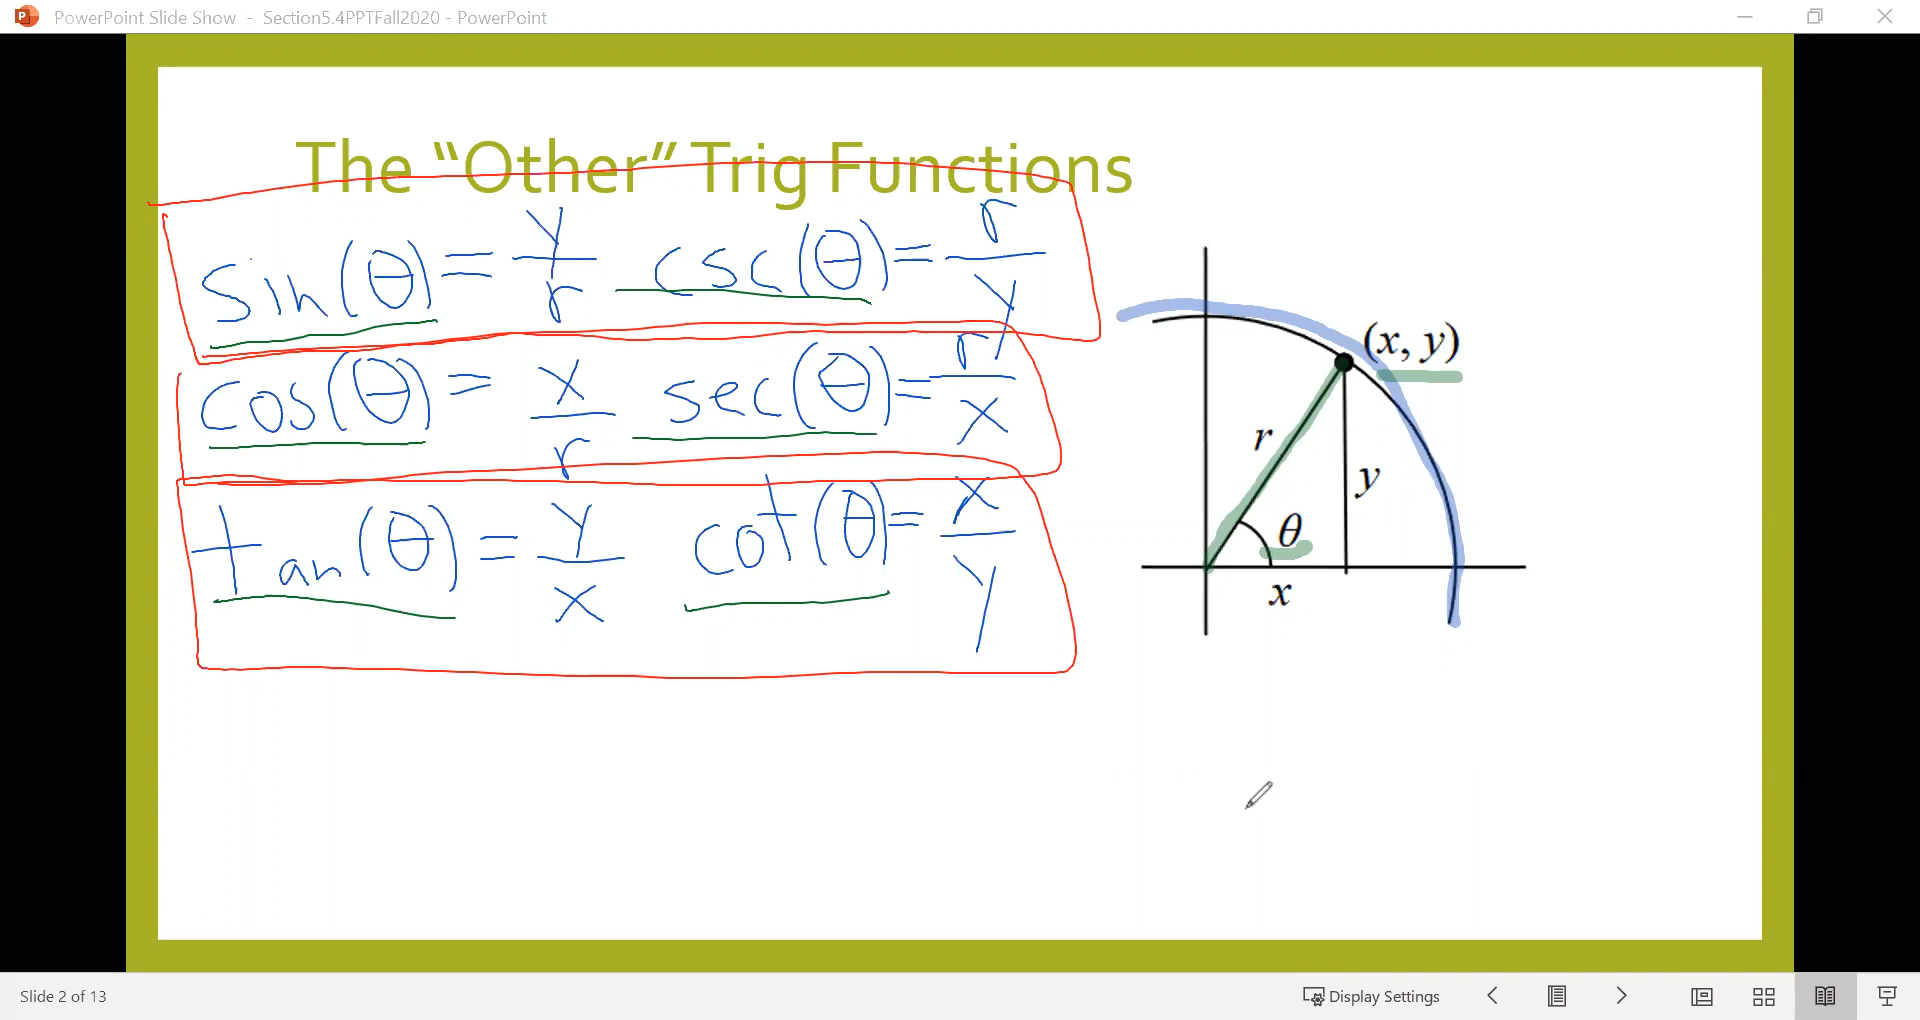 PowerPoint Slide Show - Section5.4PPTFall2020 - PowerPoint
The “Other” Trig Functions
sin(θ) = y/r csc(θ) = r/y
cos(θ) = x/r sec(θ) = r/x
tan(θ) = y/x cot(θ) = x/y
(x, y)
r
y
θ
x
Slide 2 of 13
Display Settings